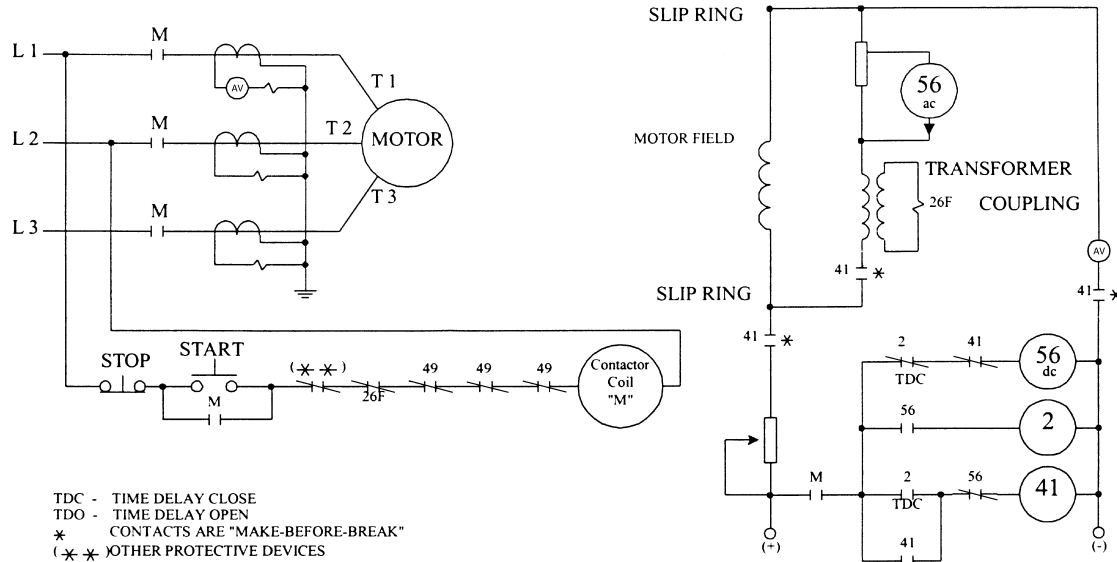 L 1
M
AV
T 1
L 2
M
T 2
MOTOR
T 3
L 3
M
STOP
START
M
(** )
26F
49
49
49
Contactor
Coil
"M"
TDC - TIME DELAY CLOSE
TDO - TIME DELAY OPEN
* CONTACTS ARE "MAKE-BEFORE-BREAK"
(** )OTHER PROTECTIVE DEVICES
SLIP RING
56
ac
MOTOR FIELD
TRANSFORMER
26F COUPLING
AV
41 *
41 *
SLIP RING
41 *
2
TDC
41
56
dc
56
2
M
2
TDC
56
41
41
(+)
(-)